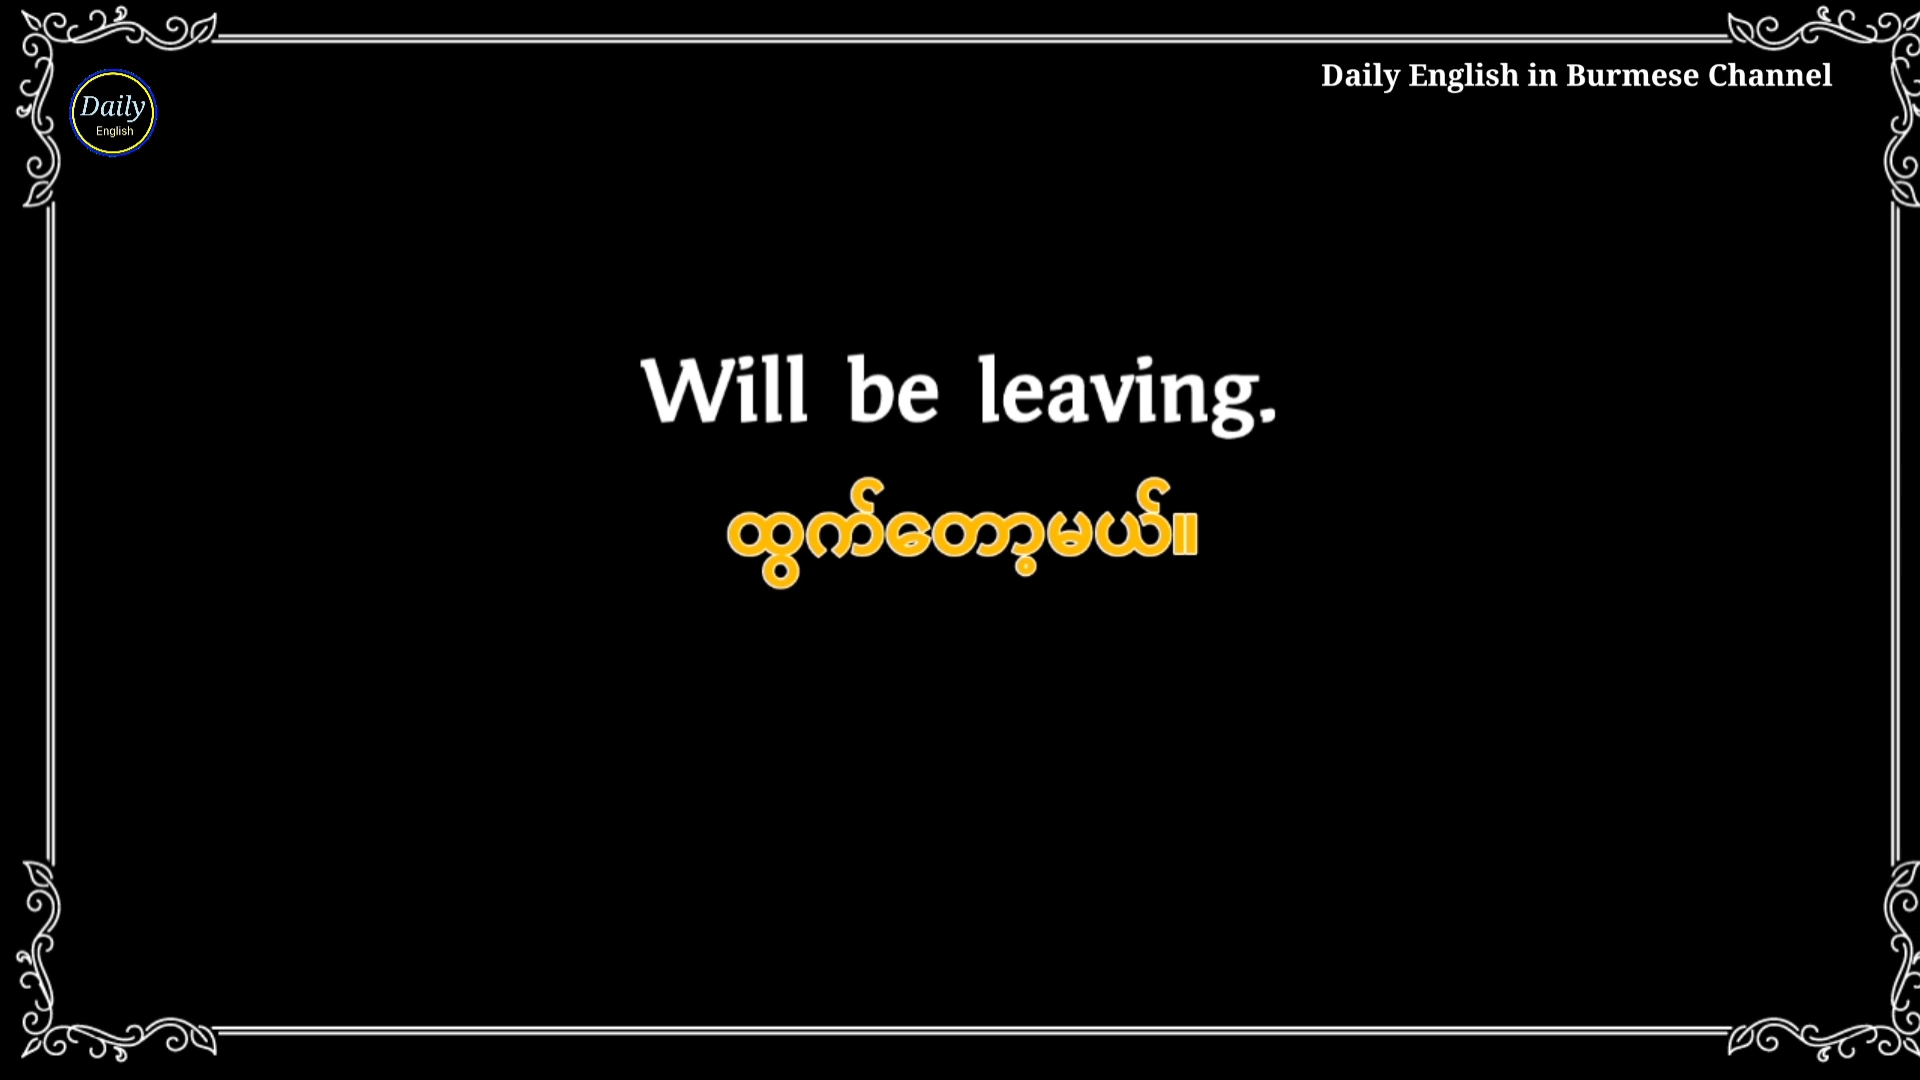 Daily English in Burmese Channel
Daily
English
Will be leaving.
ထွက်တော့မယ်။